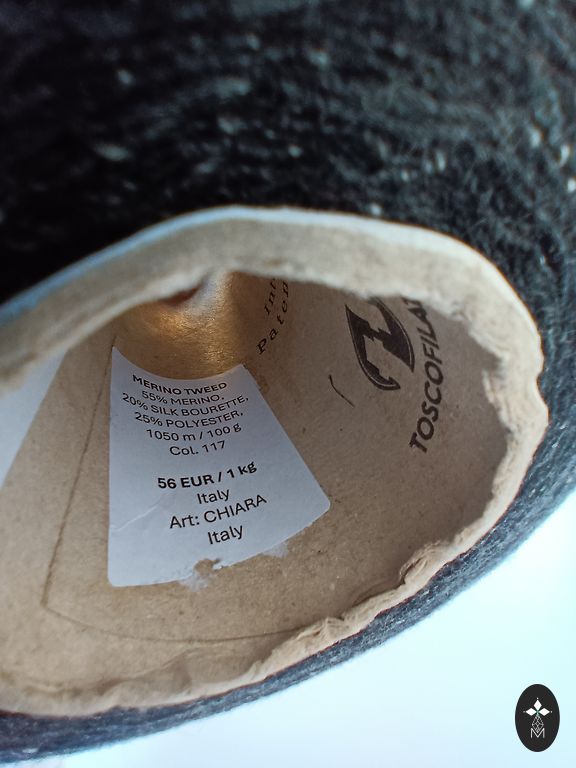 MERINO TWEED
55% MERINO,
20% SILK BOURETTE,
25% POLYESTER,
1050 m / 100 g
Col. 117
56 EUR / 1 kg
Italy
Art: CHIARA
Italy
TOSCOFILA
M